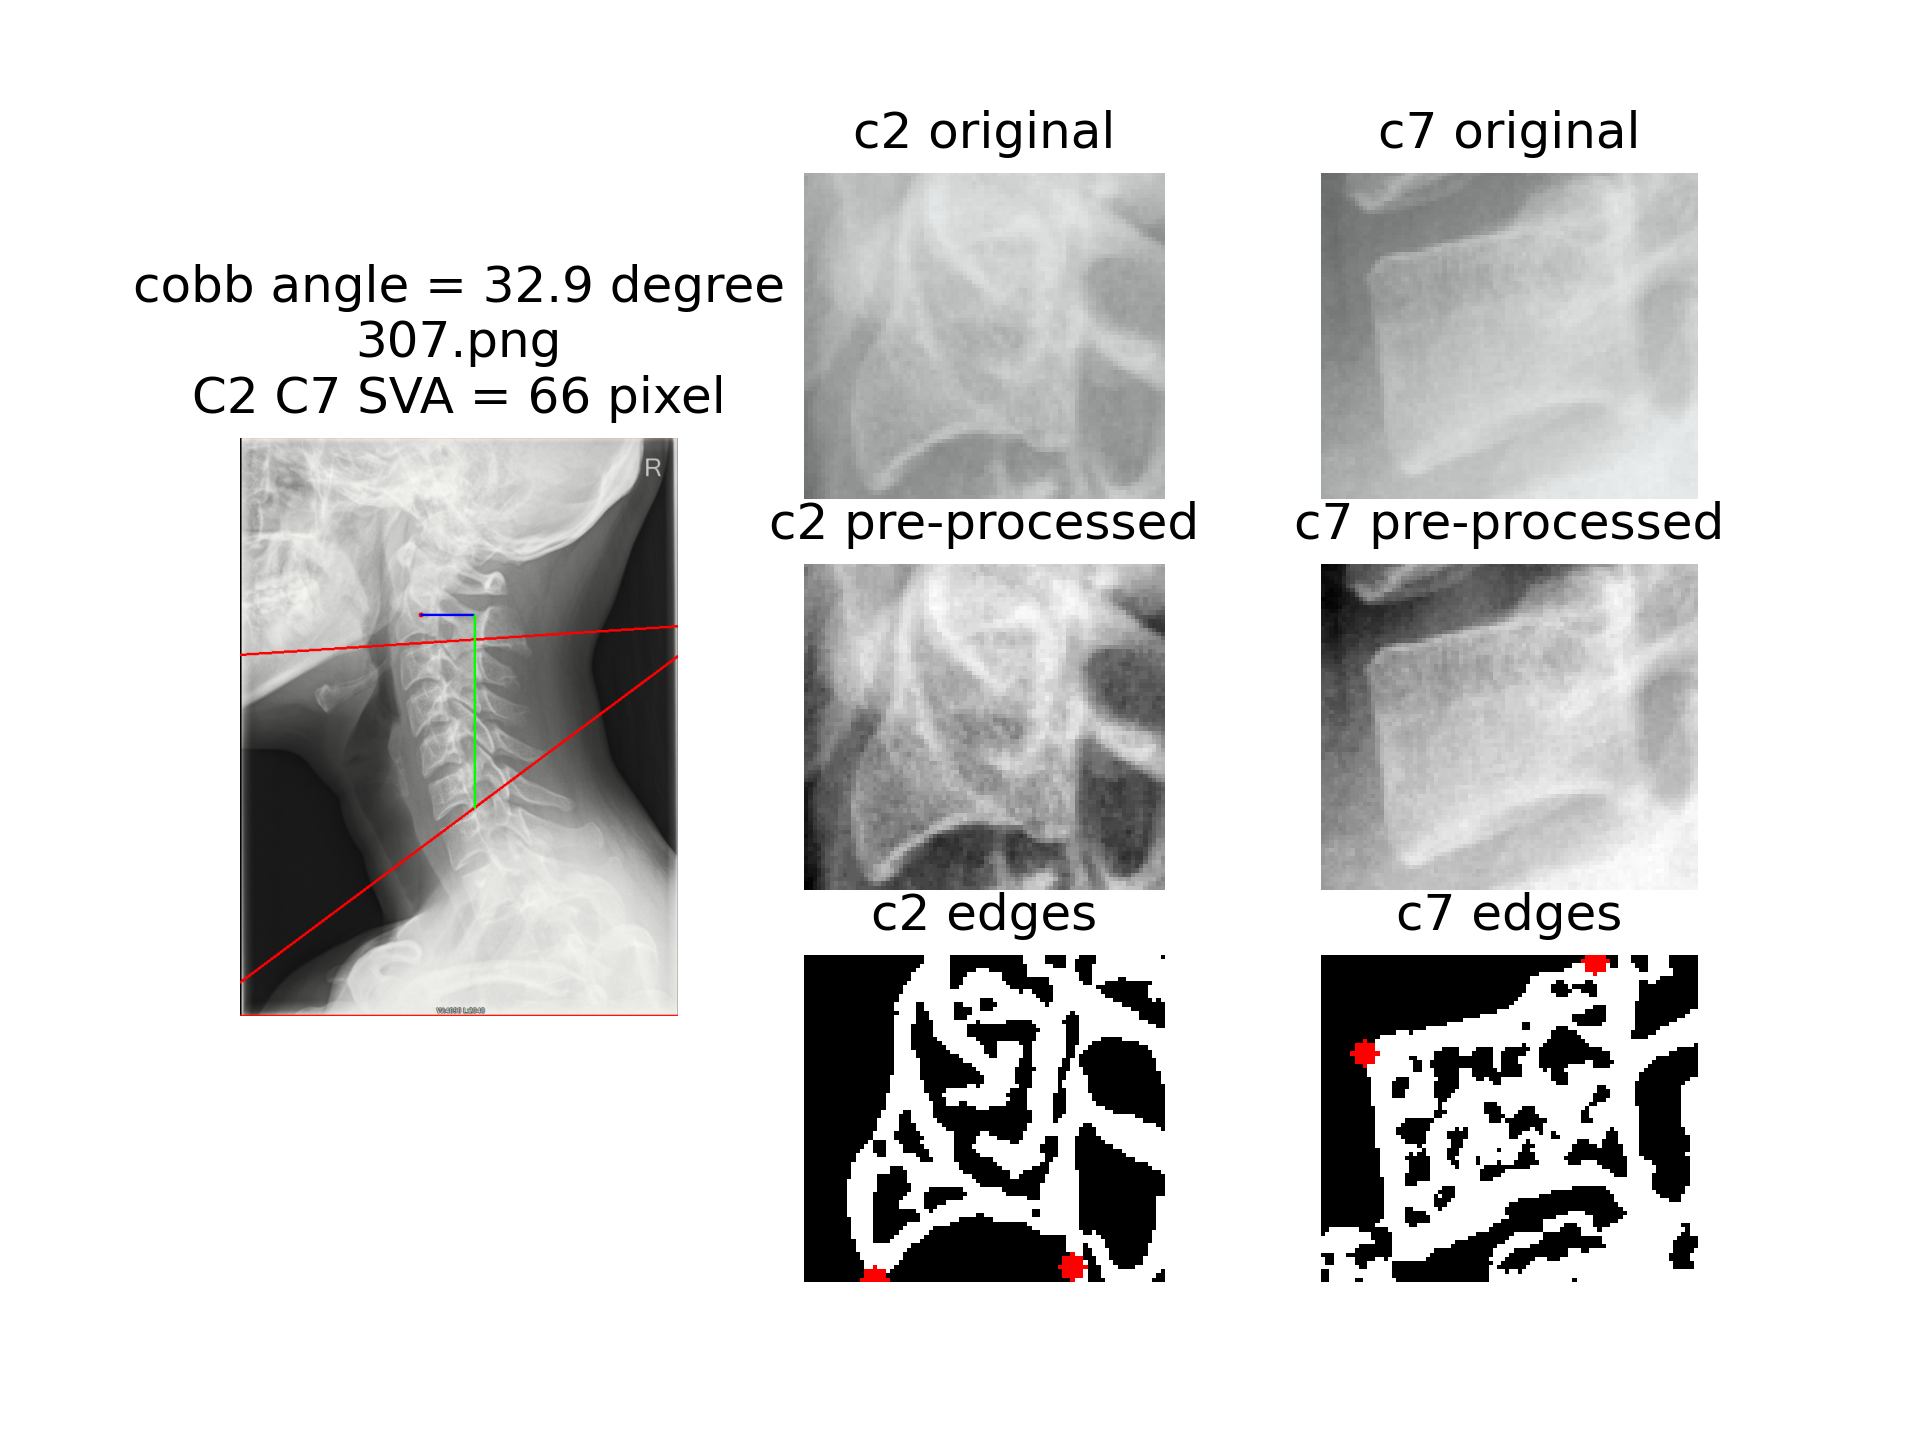 cobb angle = 32.9 degree
307.png
C2 C7 SVA = 66 pixel
R
c2 original
c7 original
c2 pre-processed
c7 pre-processed
c2 edges
c7 edges